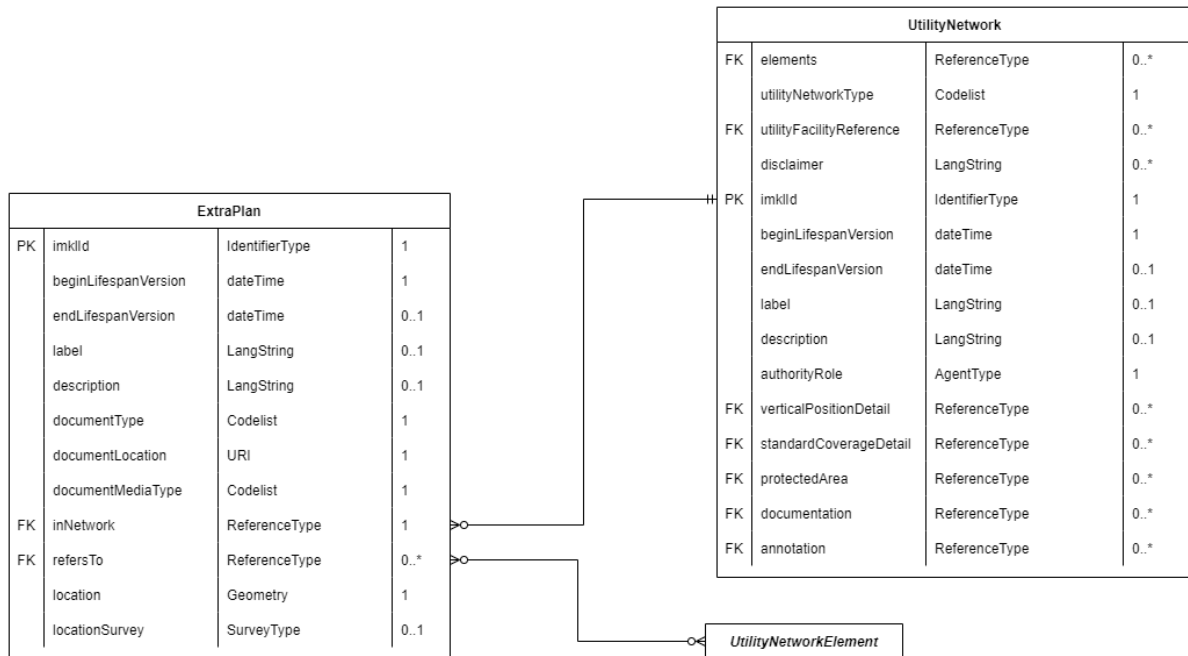 UtilityNetwork
FK elements ReferenceType 0..*
utilityNetworkType Codelist 1
FK utilityFacilityReference ReferenceType 0..*
disclaimer LangString 0..*
PK imklId IdentifierType 1
beginLifespanVersion dateTime 1
endLifespanVersion dateTime 0..1
label LangString 0..1
description LangString 0..1
authorityRole AgentType 1
FK verticalPositionDetail ReferenceType 0..*
FK standardCoverageDetail ReferenceType 0..*
FK protectedArea ReferenceType 0..*
FK documentation ReferenceType 0..*
FK annotation ReferenceType 0..*
ExtraPlan
PK imklId IdentifierType 1
beginLifespanVersion dateTime 1
endLifespanVersion dateTime 0..1
label LangString 0..1
description LangString 0..1
documentType Codelist 1
documentLocation URI 1
documentMediaType Codelist 1
FK inNetwork ReferenceType 1
FK refersTo ReferenceType 0..*
location Geometry 1
locationSurvey SurveyType 0..1
UtilityNetworkElement